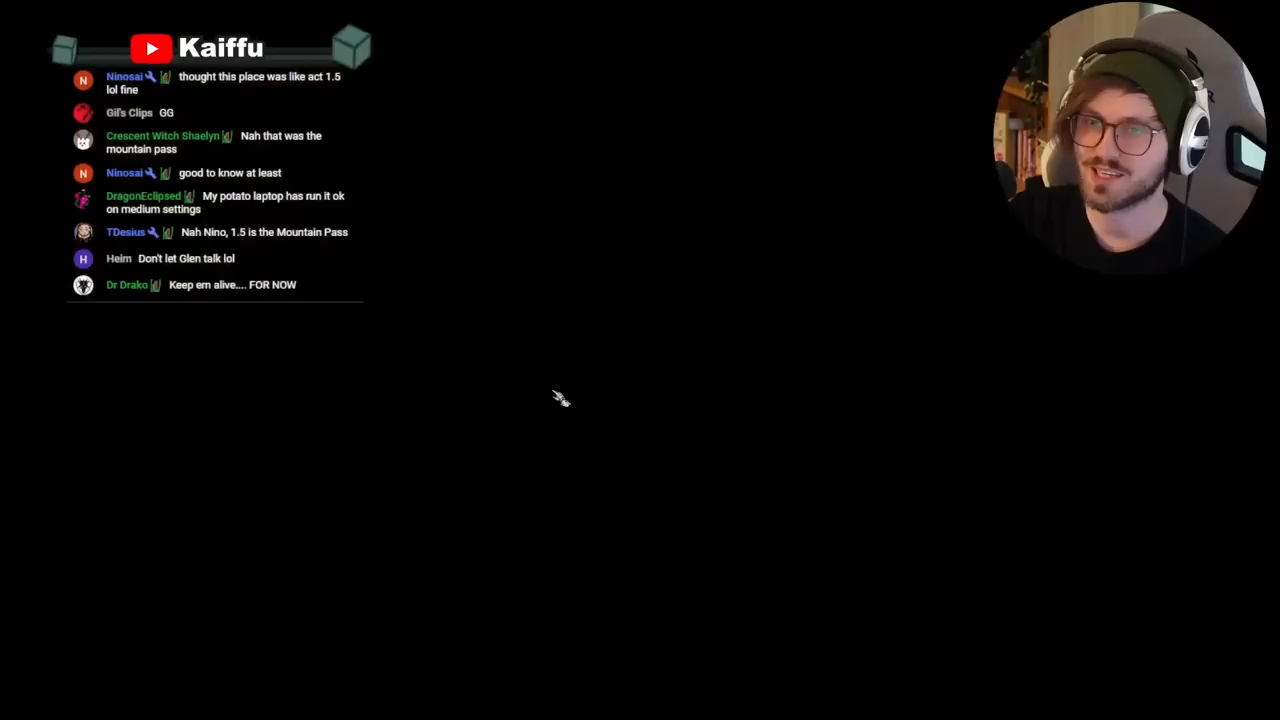 Kaiffu
Ninosai thought this place was like act 1.5
lol fine
Gil's Clips GG
Crescent Witch Shaelyn Nah that was the
mountain pass
Ninosai good to know at least
DragonEclipsed My potato laptop has run it ok
on medium settings
TDesius Nah Nino, 1.5 is the Mountain Pass
Heim Don't let Glen talk lol
Dr Drako Keep em alive.... FOR NOW
N
N
H